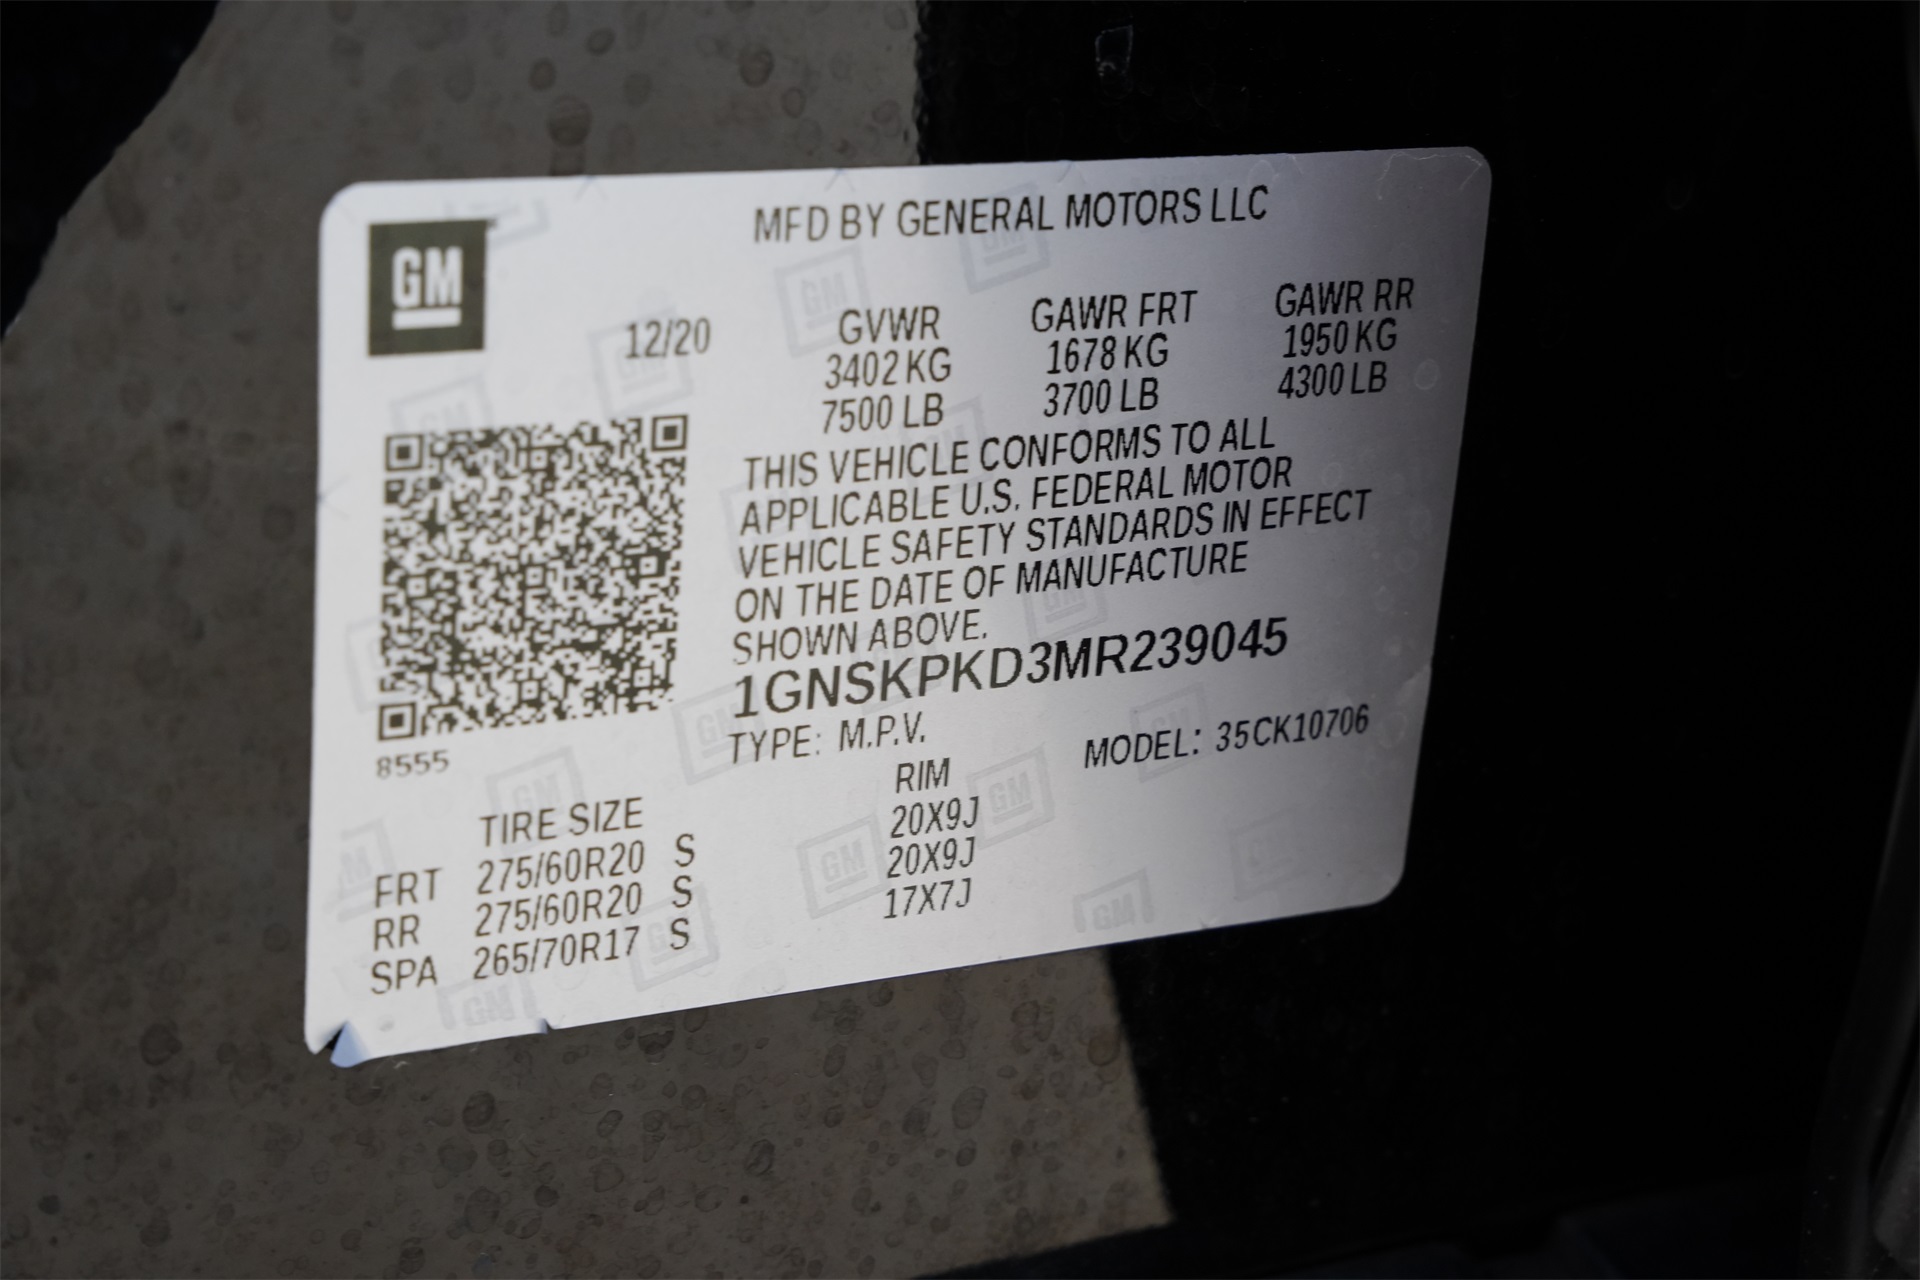 GM
MFD BY GENERAL MOTORS LLC
12/20 GVWR GAWR FRT GAWR RR
3402 KG 1678 KG 1950 KG
7500 LB 3700 LB 4300 LB
THIS VEHICLE CONFORMS TO ALL
APPLICABLE U.S. FEDERAL MOTOR
VEHICLE SAFETY STANDARDS IN EFFECT
ON THE DATE OF MANUFACTURE
SHOWN ABOVE.
1GNSKPKD3MR239045
TYPE: M.P.V. MODEL: 35CK10706
8555
TIRE SIZE RIM
FRT 275/60R20 S 20X9J
RR 275/60R20 S 20X9J
SPA 265/70R17 S 17X7J